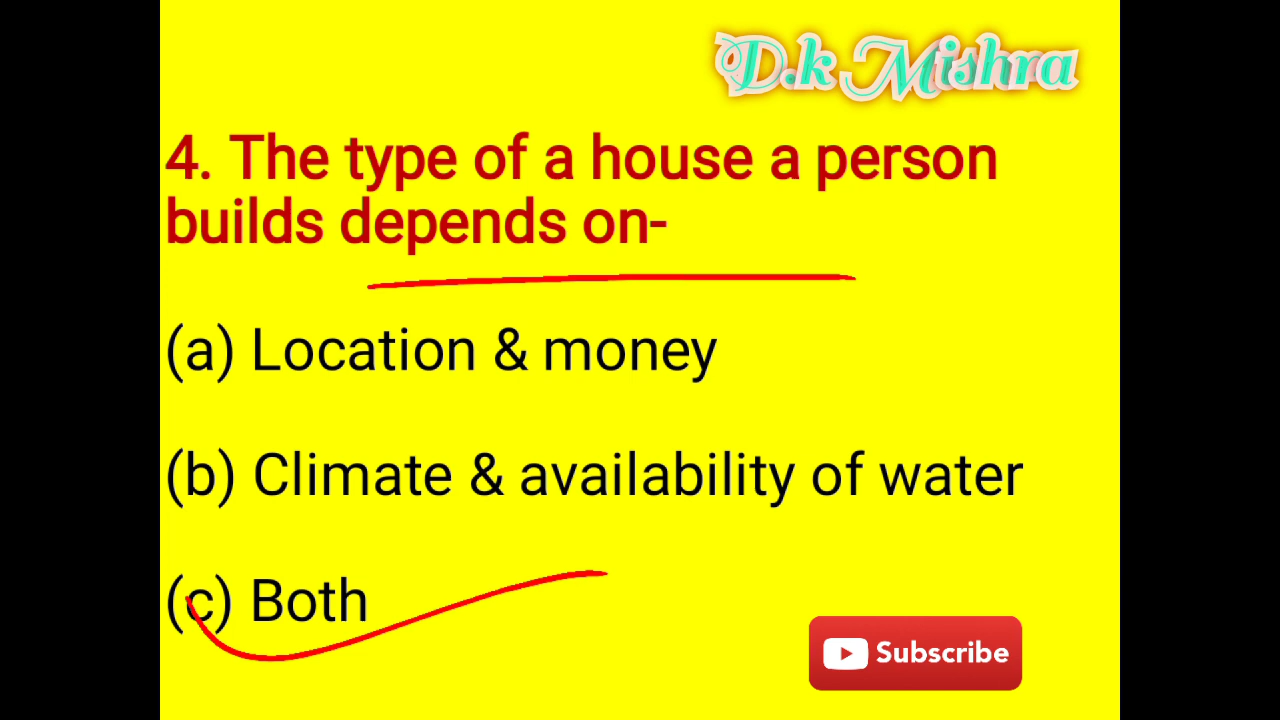 D.k Mishra
4. The type of a house a person
builds depends on-
(a) Location & money
(b) Climate & availability of water
(c) Both
Subscribe